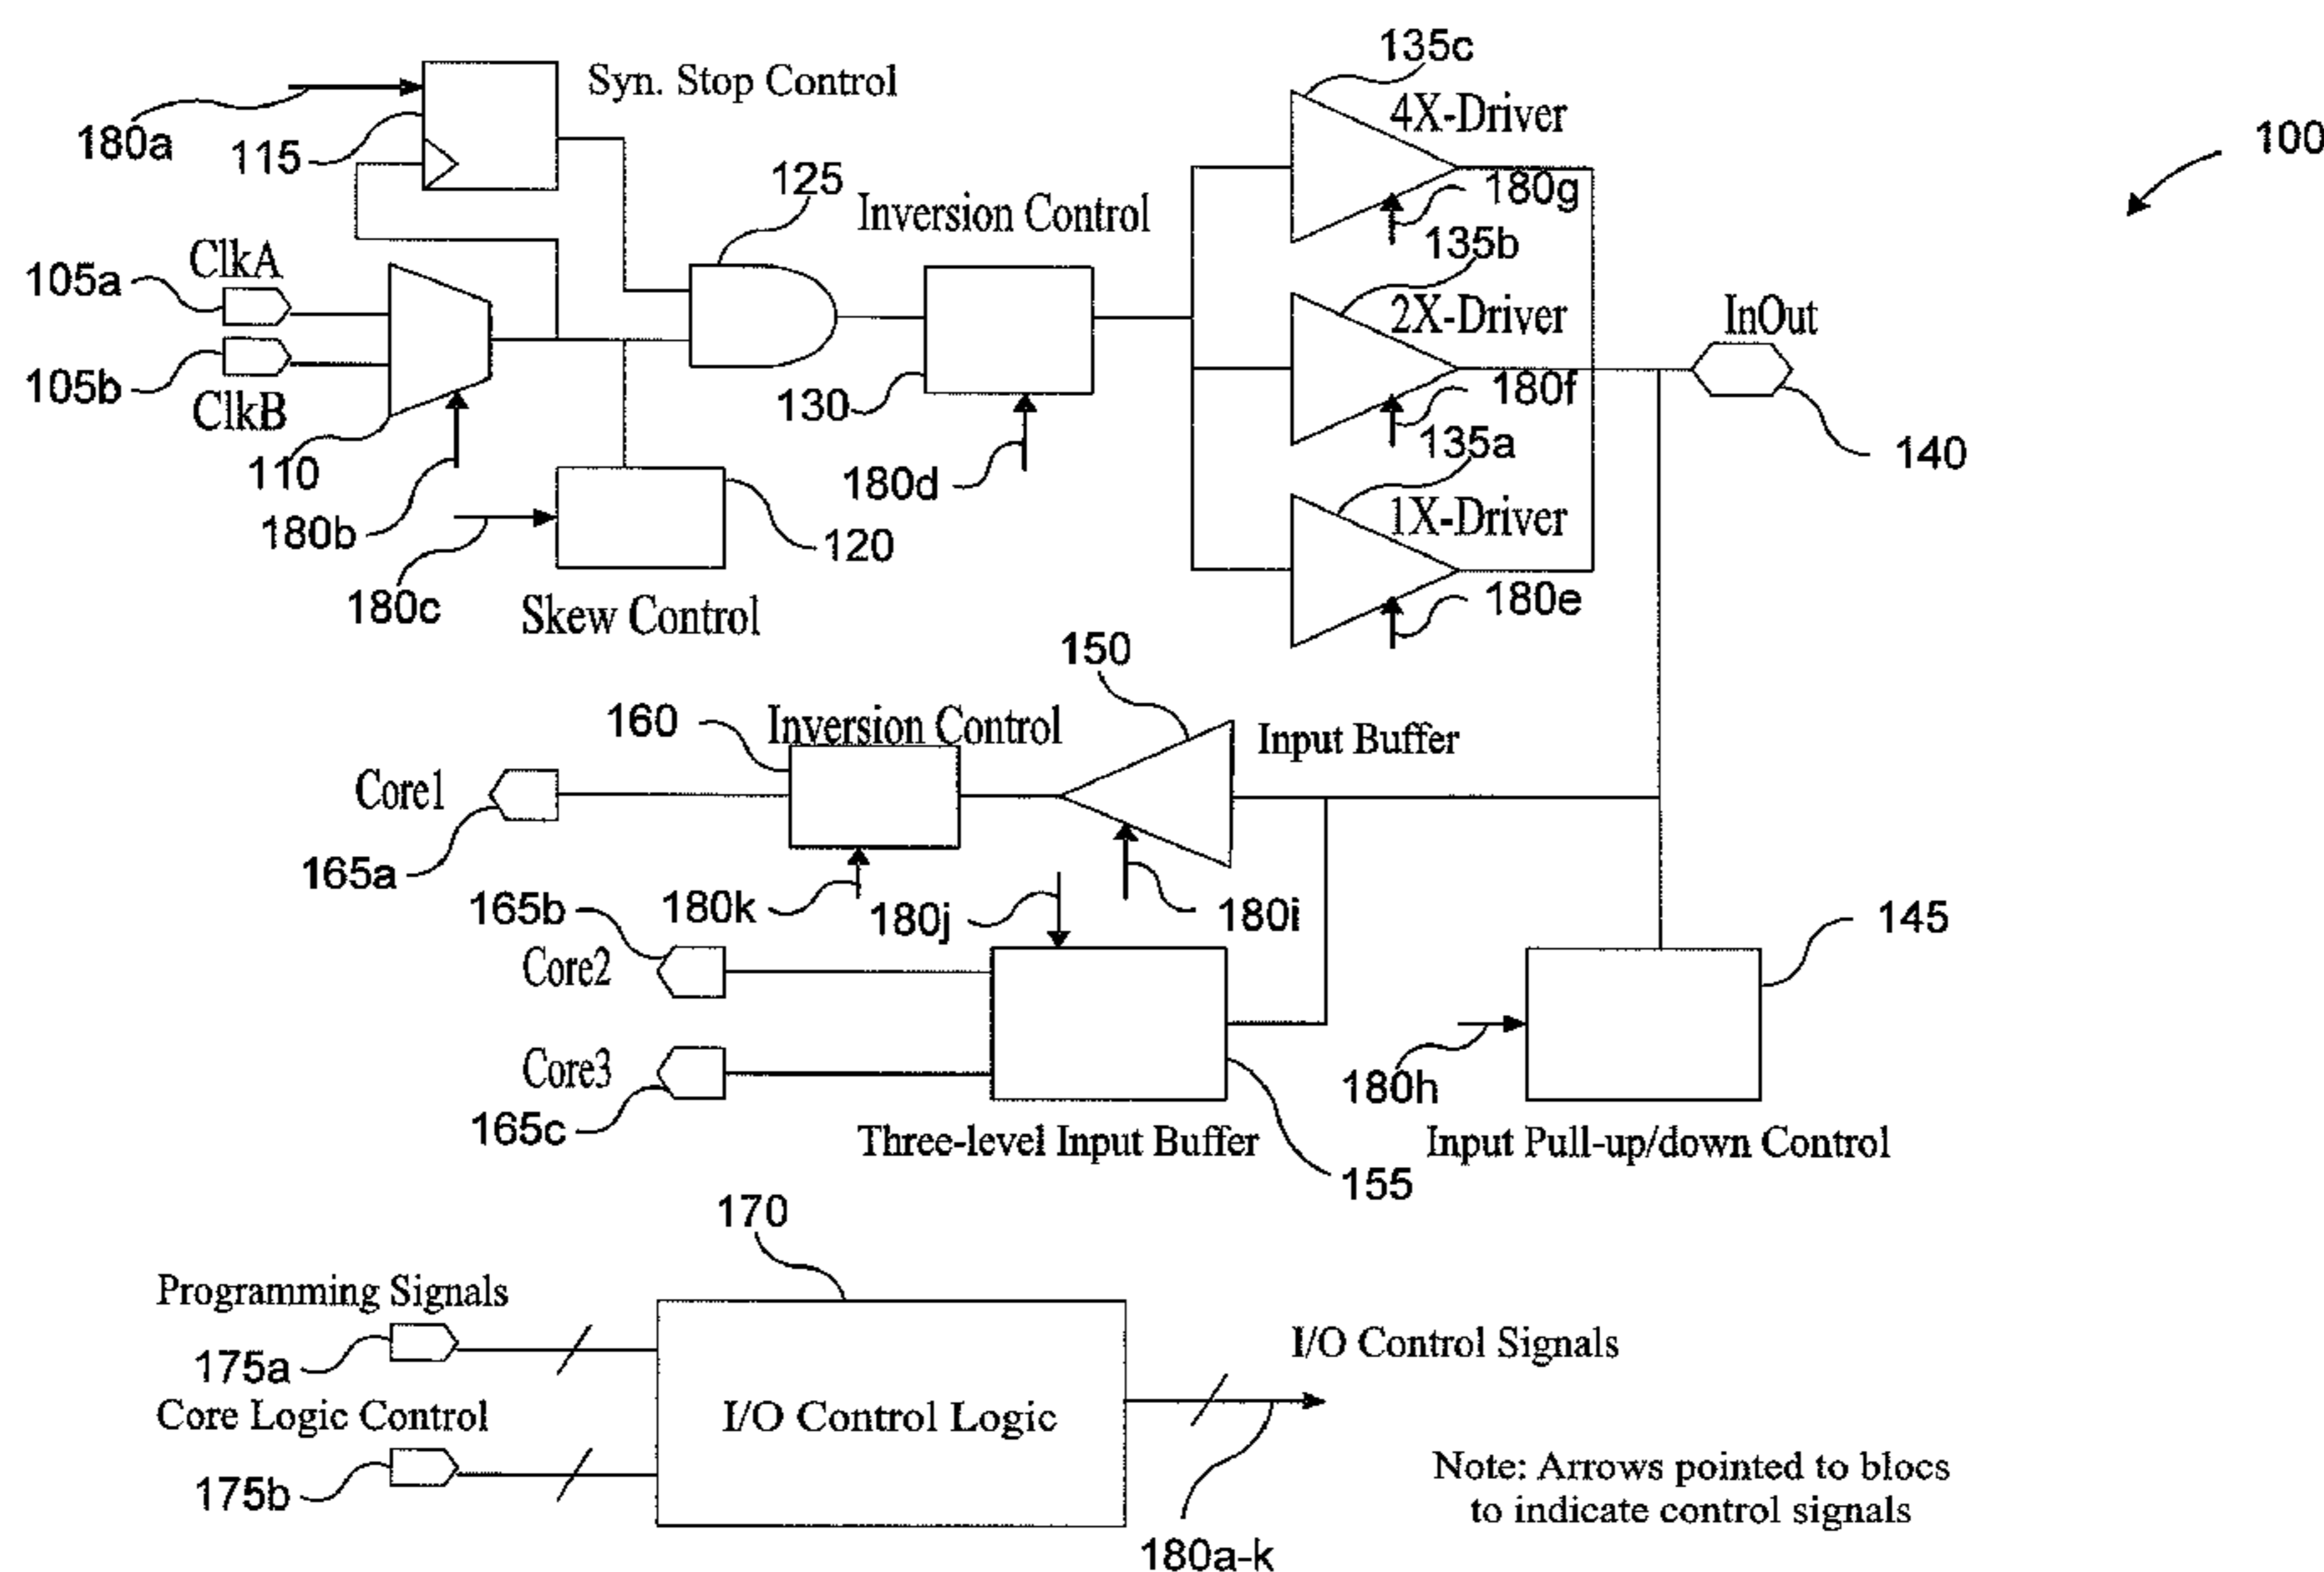 135c
Syn. Stop Control
4X-Driver
100
180a
115
125
180g
Inversion Control
135b
ClkA
105a
2X-Driver
InOut
105b
ClkB
130
180f
135a
140
110
180d
180b
1X-Driver
120
180c
180e
Skew Control
150
160
Inversion Control
Input Buffer
Core1
165a
165b
180k
180j
180i
145
Core2
Core3
180h
165c
Three-level Input Buffer
Input Pull-up/down Control
155
170
Programming Signals
175a
I/O Control Signals
Core Logic Control
I/O Control Logic
175b
Note: Arrows pointed to blocs
to indicate control signals
180a-k